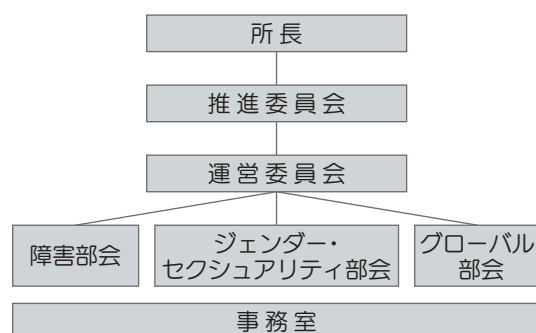 所長
推進委員会
運営委員会
障害部会
ジェンダー・
セクシュアリティ部会
グローバル
部会
事務室